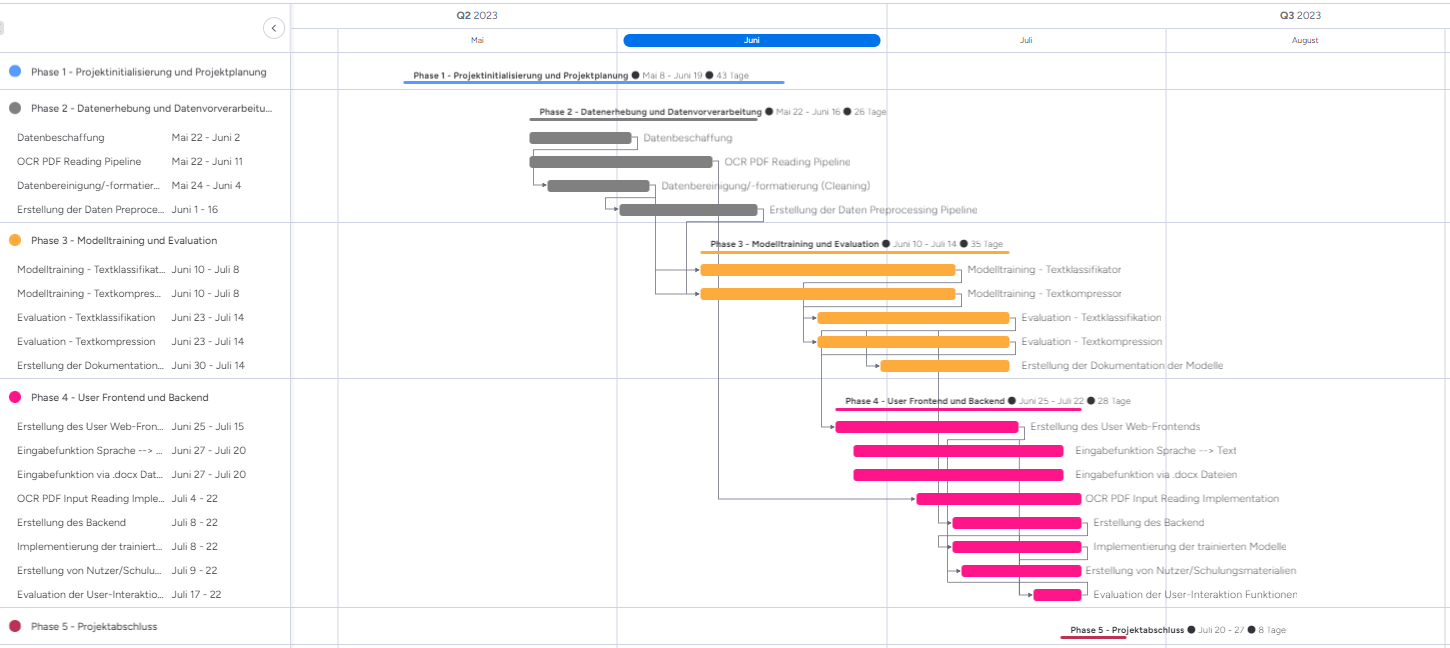 Q2 2023 Q3 2023
Mai Juni Juli August
Phase 1 - Projektinitialisierung und Projektplanung Phase 1 - Projektinitialisierung und Projektplanung ● Mai 8 - Juni 19 ● 43 Tage
Phase 2 - Datenerhebung und Datenvorverarbeitu... Phase 2 - Datenerhebung und Datenvorverarbeitung ● Mai 22 - Juni 16 ● 26 Tage
Datenbeschaffung Mai 22 - Juni 2 Datenbeschaffung
OCR PDF Reading Pipeline Mai 22 - Juni 11 OCR PDF Reading Pipeline
Datenbereinigung/-formatier... Mai 24 - Juni 4 Datenbereinigung/-formatierung (Cleaning)
Erstellung der Daten Preproce... Juni 1 - 16 Erstellung der Daten Preprocessing Pipeline
Phase 3 - Modelltraining und Evaluation Phase 3 - Modelltraining und Evaluation ● Juni 10 - Juli 14 ● 35 Tage
Modelltraining - Textklassifikat... Juni 10 - Juli 8 Modelltraining - Textklassifikator
Modelltraining - Textkompres... Juni 10 - Juli 8 Modelltraining - Textkompressor
Evaluation - Textklassifikation Juni 23 - Juli 14 Evaluation - Textklassifikation
Evaluation - Textkompression Juni 23 - Juli 14 Evaluation - Textkompression
Erstellung der Dokumentation... Juni 30 - Juli 14 Erstellung der Dokumentation der Modelle
Phase 4 - User Frontend und Backend Phase 4 - User Frontend und Backend ● Juni 25 - Juli 22 ● 28 Tage
Erstellung des User Web-Fron... Juni 25 - Juli 15 Erstellung des User Web-Frontends
Eingabefunktion Sprache --> ... Juni 27 - Juli 20 Eingabefunktion Sprache --> Text
Eingabefunktion via .docx Dat... Juni 27 - Juli 20 Eingabefunktion via .docx Dateien
OCR PDF Input Reading Imple... Juli 4 - 22 OCR PDF Input Reading Implementation
Erstellung des Backend Juli 8 - 22 Erstellung des Backend
Implementierung der trainiert... Juli 8 - 22 Implementierung der trainierten Modelle
Erstellung von Nutzer/Schulu... Juli 9 - 22 Erstellung von Nutzer/Schulungsmaterialien
Evaluation der User-Interaktio... Juli 17 - 22 Evaluation der User-Interaktion Funktionen
Phase 5 - Projektabschluss Phase 5 - Projektabschluss ● Juli 20 - 27 ● 8 Tage